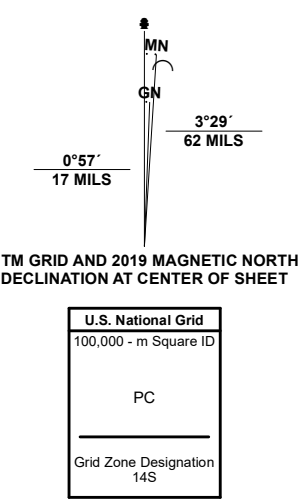 MN
GN
3°29´
62 MILS
0°57´
17 MILS
TM GRID AND 2019 MAGNETIC NORTH
DECLINATION AT CENTER OF SHEET
U.S. National Grid
100,000 - m Square ID
PC
Grid Zone Designation
14S